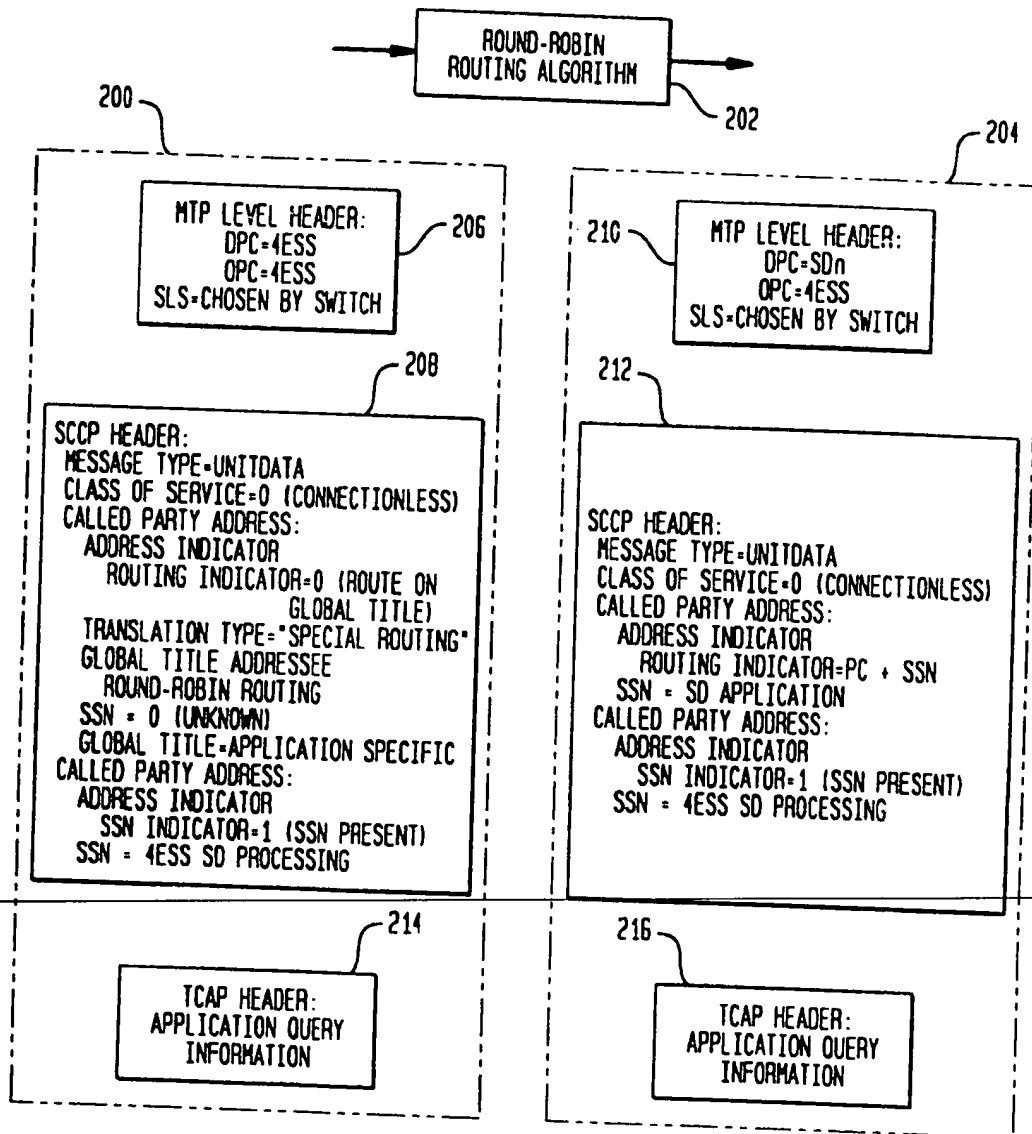 ROUND-ROBIN
ROUTING ALGORITHM
202
200
204
MTP LEVEL HEADER:
DPC=4ESS
OPC=4ESS
SLS=CHOSEN BY SWITCH
206
208
SCCP HEADER:
MESSAGE TYPE=UNITDATA
CLASS OF SERVICE=0 (CONNECTIONLESS)
CALLED PARTY ADDRESS:
ADDRESS INDICATOR
ROUTING INDICATOR=0 (ROUTE ON
GLOBAL TITLE)
TRANSLATION TYPE="SPECIAL ROUTING"
GLOBAL TITLE ADDRESSEE
ROUND-ROBIN ROUTING
SSN = 0 (UNKNOWN)
GLOBAL TITLE=APPLICATION SPECIFIC
CALLED PARTY ADDRESS:
ADDRESS INDICATOR
SSN INDICATOR=1 (SSN PRESENT)
SSN = 4ESS SD PROCESSING
214
TCAP HEADER:
APPLICATION QUERY
INFORMATION
210
MTP LEVEL HEADER:
DPC=SDn
OPC=4ESS
SLS=CHOSEN BY SWITCH
212
SCCP HEADER:
MESSAGE TYPE=UNITDATA
CLASS OF SERVICE=0 (CONNECTIONLESS)
CALLED PARTY ADDRESS:
ADDRESS INDICATOR
ROUTING INDICATOR=PC + SSN
SSN = SD APPLICATION
CALLED PARTY ADDRESS:
ADDRESS INDICATOR
SSN INDICATOR=1 (SSN PRESENT)
SSN = 4ESS SD PROCESSING
216
TCAP HEADER:
APPLICATION QUERY
INFORMATION